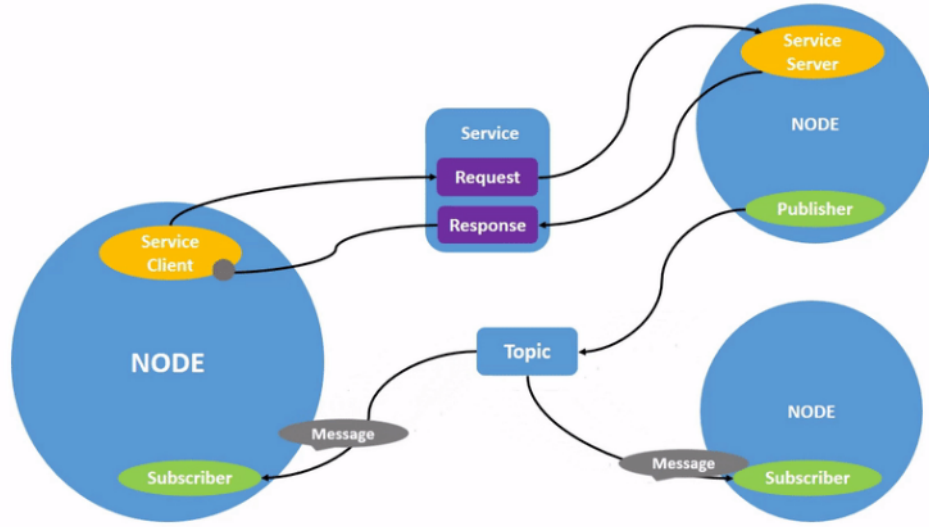 Service
Server
NODE
Publisher
Service
Request
Response
Service
Client
NODE
Subscriber
Topic
Message
Message
NODE
Subscriber